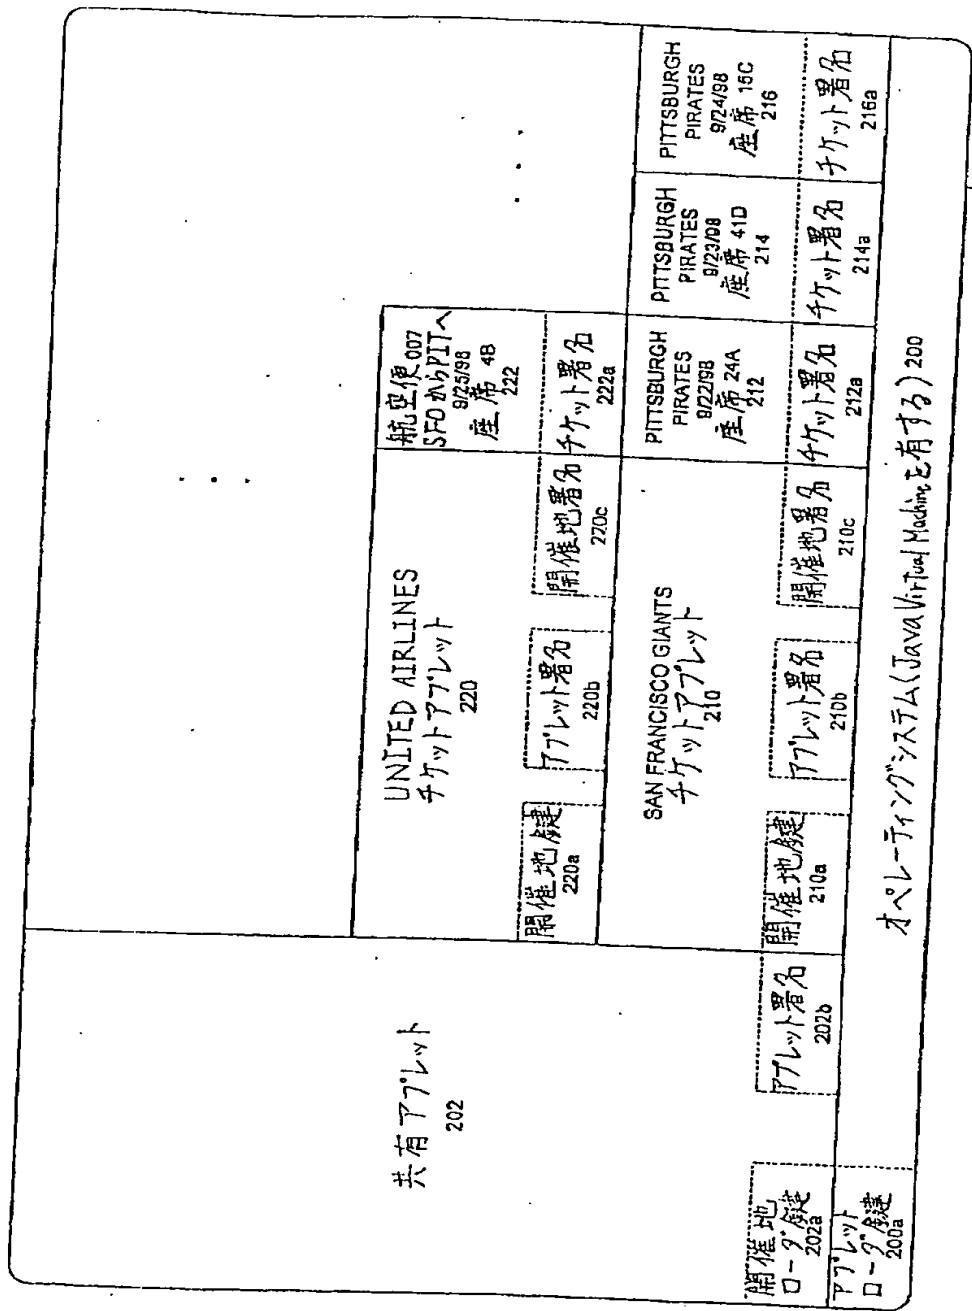 共有アプレット
202
開催地
ローダ鍵
202a
アプレット署名
202b
UNITED AIRLINES
チケットアプレット
220
開催地鍵
220a
アプレット署名
220b
開催地署名
220c
航空便007
SFOからPITへ
9/25/98
座席 4B
222
チケット署名
222a
SAN FRANCISCO GIANTS
チケットアプレット
210
開催地鍵
210a
アプレット署名
210b
開催地署名
210c
PITTSBURGH
PIRATES
9/22/98
座席 24A
212
チケット署名
212a
PITTSBURGH
PIRATES
9/23/98
座席 41D
214
チケット署名
214a
PITTSBURGH
PIRATES
9/24/98
座席 16C
216
チケット署名
216a
アプレット
ローダ鍵
200a
オペレーティングシステム(Java Virtual Machineを有する)200